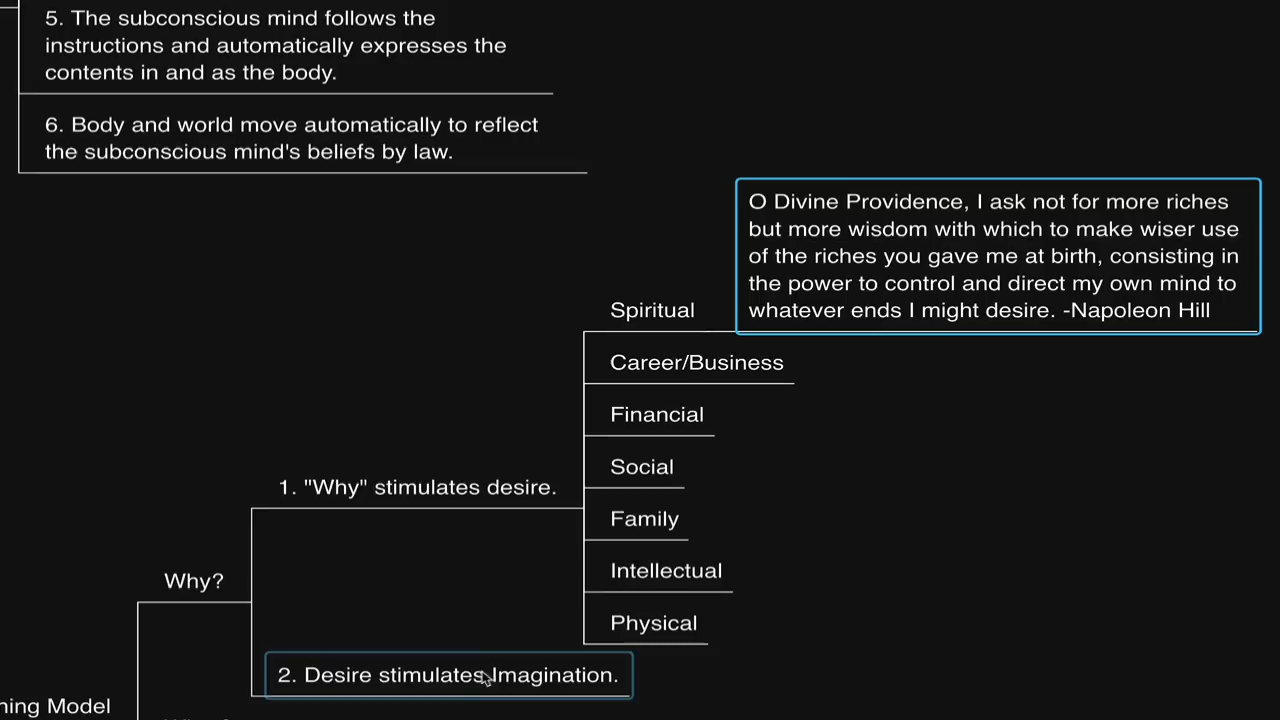 5. The subconscious mind follows the
instructions and automatically expresses the
contents in and as the body.
6. Body and world move automatically to reflect
the subconscious mind's beliefs by law.
O Divine Providence, I ask not for more riches
but more wisdom with which to make wiser use
of the riches you gave me at birth, consisting in
the power to control and direct my own mind to
whatever ends I might desire. -Napoleon Hill
Spiritual
Career/Business
Financial
Social
1. "Why" stimulates desire.
Family
Intellectual
Why?
Physical
2. Desire stimulates Imagination.
ning Model